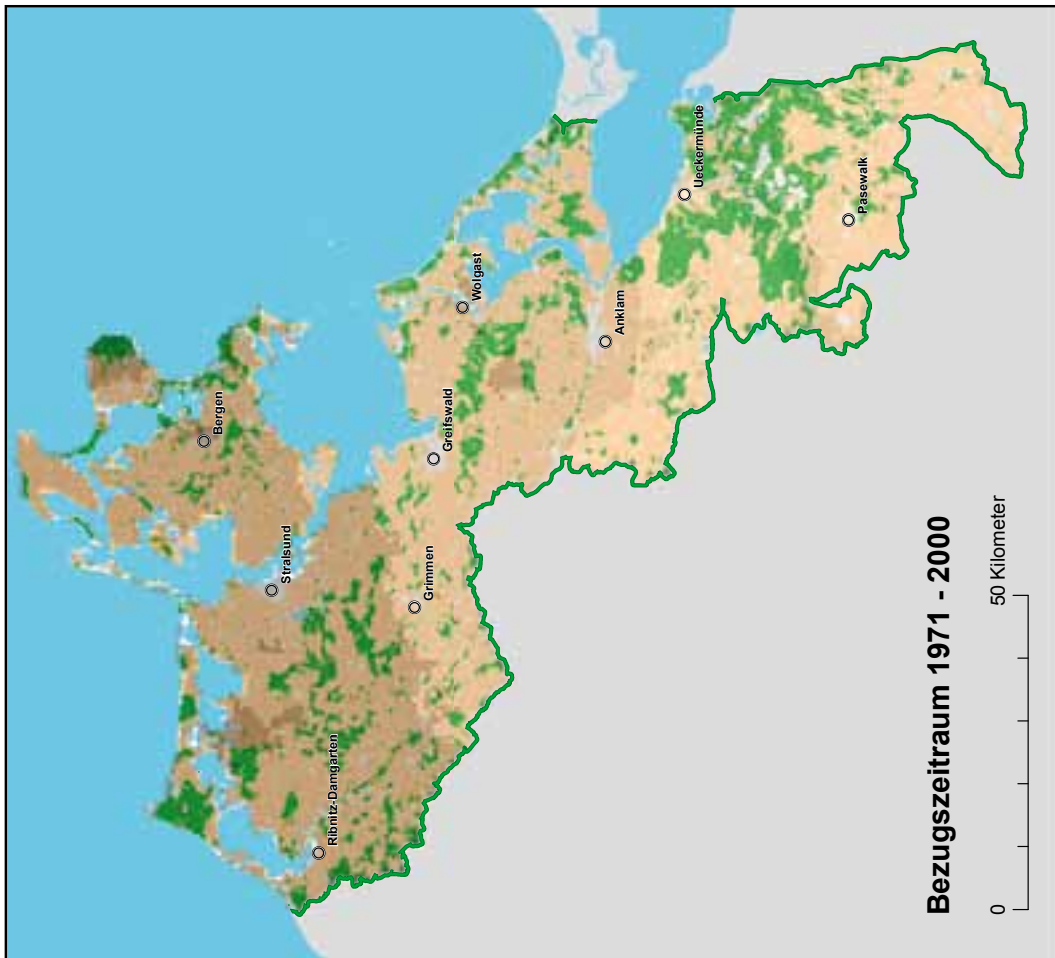 Bergen
Stralsund
Ribnitz-Damgarten
Grimmen
Greifswald
Wolgast
Anklam
Ueckermünde
Pasewalk
Bezugszeitraum 1971 - 2000
0
50 Kilometer